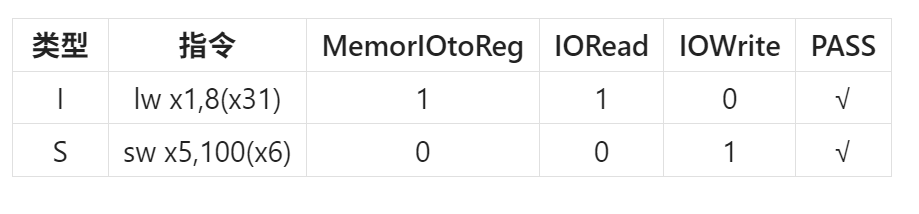 类型 指令 MemorIOtoReg IORead IOWrite PASS
I lw x1,8(x31) 1 1 0 √
S sw x5,100(x6) 0 0 1 √